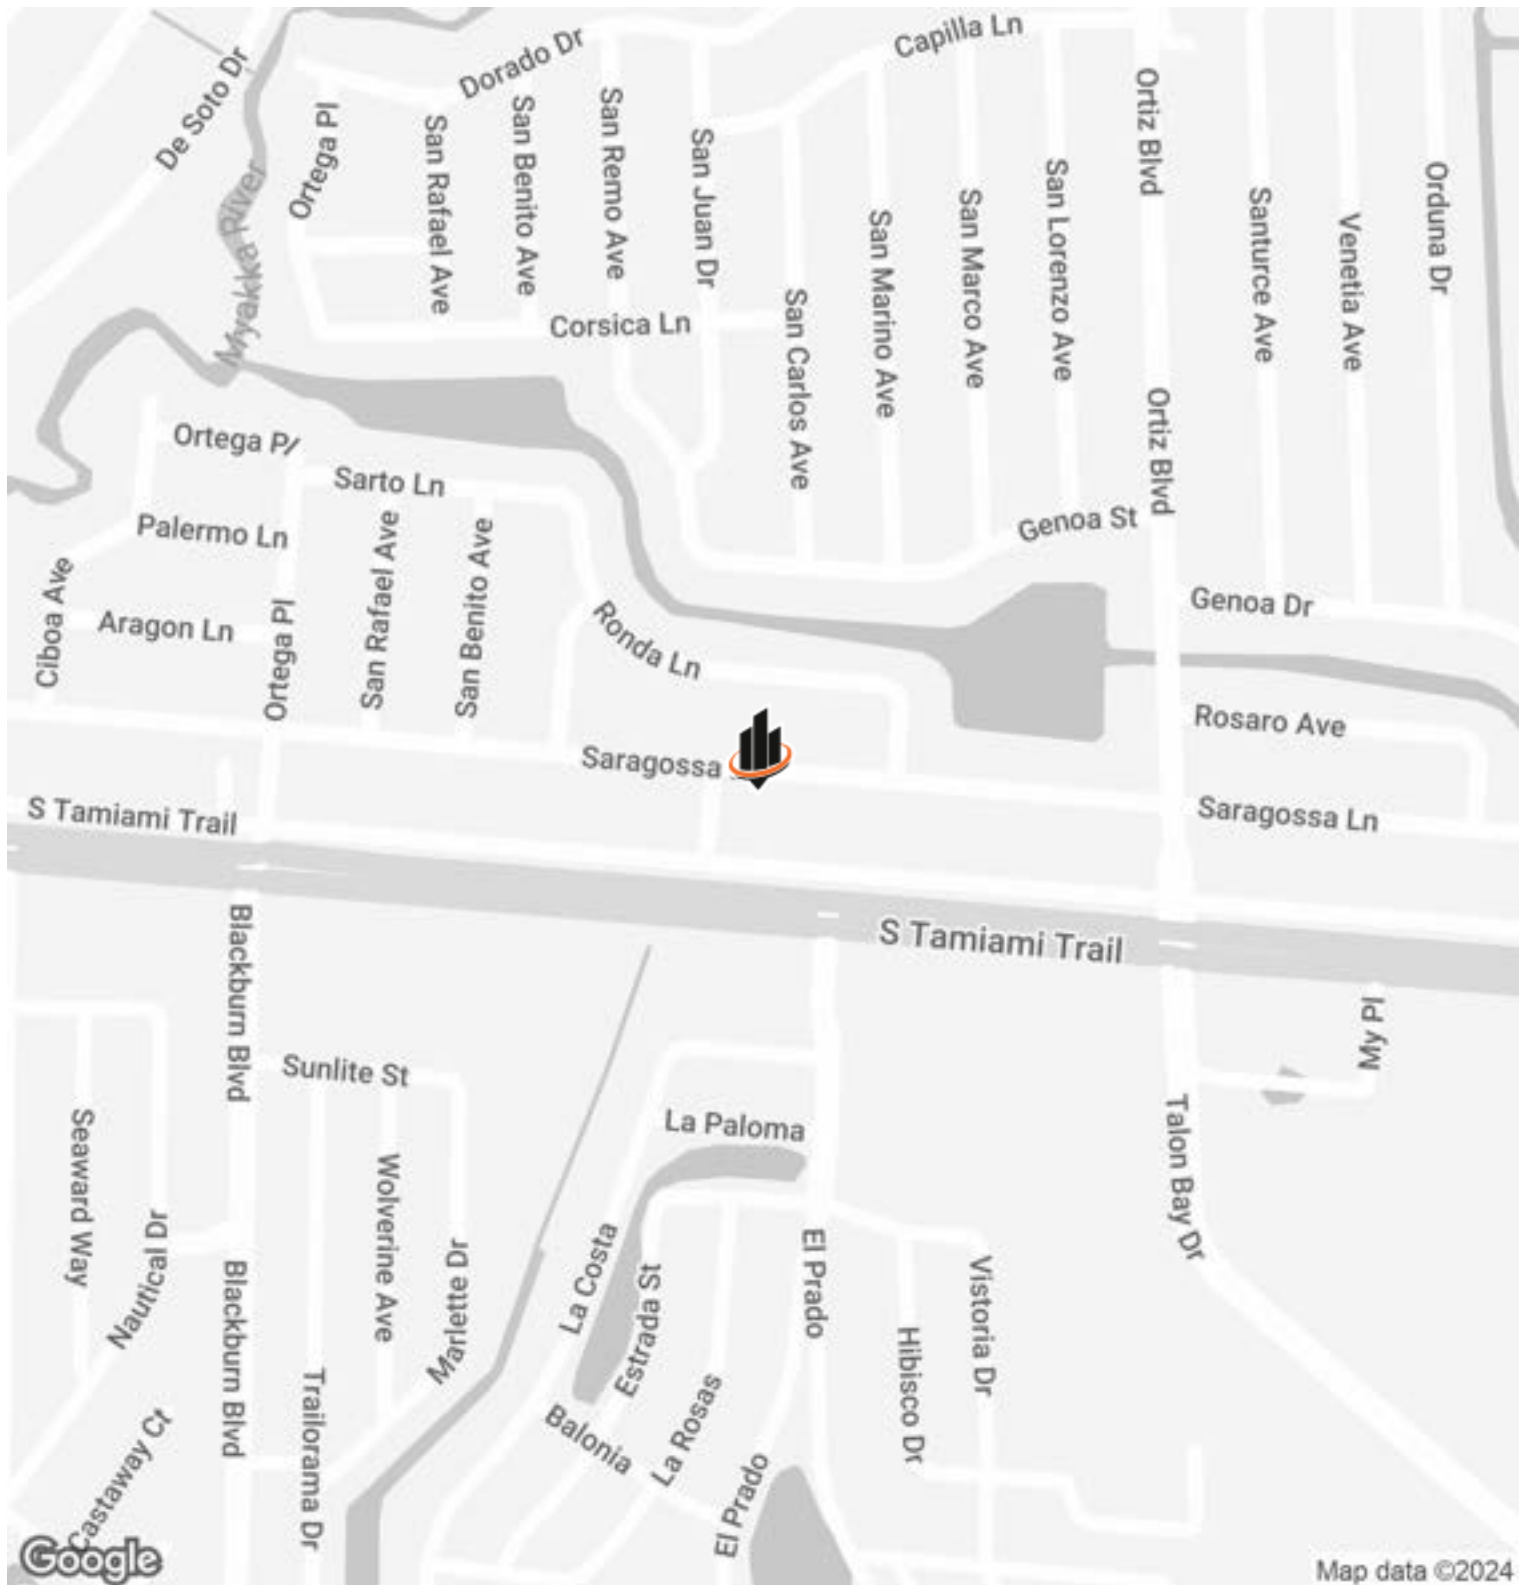 Capilla Ln
Dorado Dr
De Soto Dr
Ortega Pl
San Rafael Ave
San Benito Ave
San Remo Ave
San Juan Dr
San Carlos Ave
San Marino Ave
San Marco Ave
San Lorenzo Ave
Ortiz Blvd
Santurce Ave
Venetia Ave
Orduna Dr
Myakka River
Corsica Ln
Ortiz Blvd
Ortega Pl
Sarto Ln
Palermo Ln
Genoa St
Ciboa Ave
Aragon Ln
Ortega Pl
San Rafael Ave
San Benito Ave
Ronda Ln
Genoa Dr
Rosaro Ave
Saragossa
Saragossa Ln
S Tamiami Trail
S Tamiami Trail
Blackburn Blvd
My Pl
Sunlite St
La Paloma
Talon Bay Dr
Seaward Way
Nautical Dr
Wolverine Ave
Marlette Dr
La Costa
Estrapeda St
El Prado
Vistoria Dr
Hibisco Dr
Blackburn Blvd
Trailorama Dr
Balonia
La Rosas
El Prado
Castaway Ct
Google
Map data ©2024